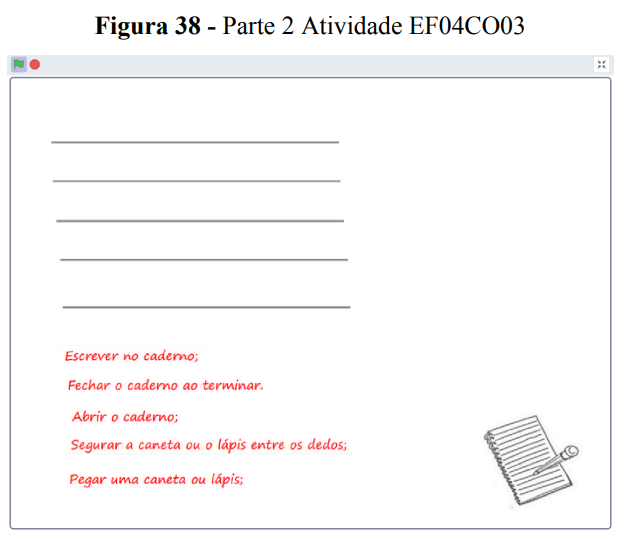 Figura 38 - Parte 2 Atividade EF04CO03
Escrever no caderno;
Fechar o caderno ao terminar.
Abrir o caderno;
Segurar a caneta ou o lápis entre os dedos;
Pegar uma caneta ou lápis;